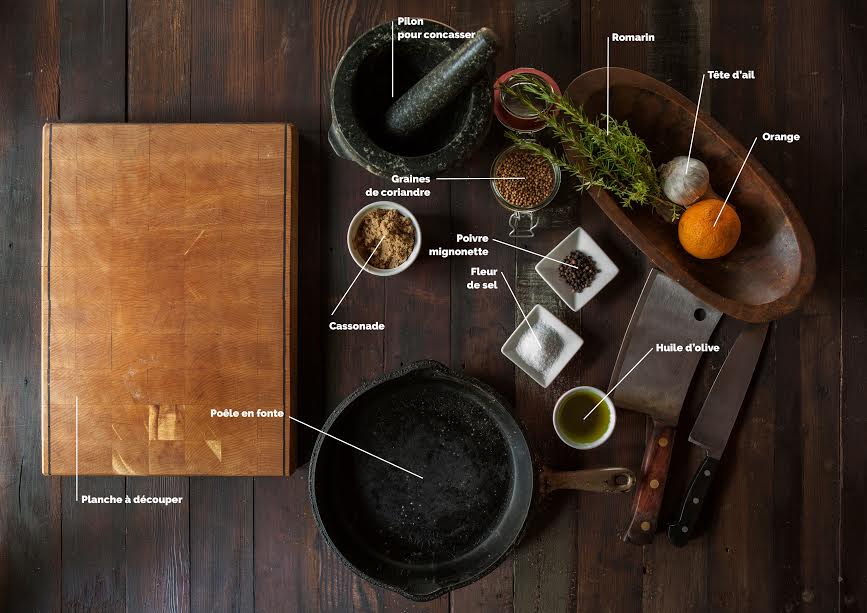 Pilon
pour concasser
Romarin
Tête d'ail
Orange
Graines
de coriandre
Poivre
mignonette
Fleur
de sel
Cassonade
Huile d'olive
Poêle en fonte
Planche à découper